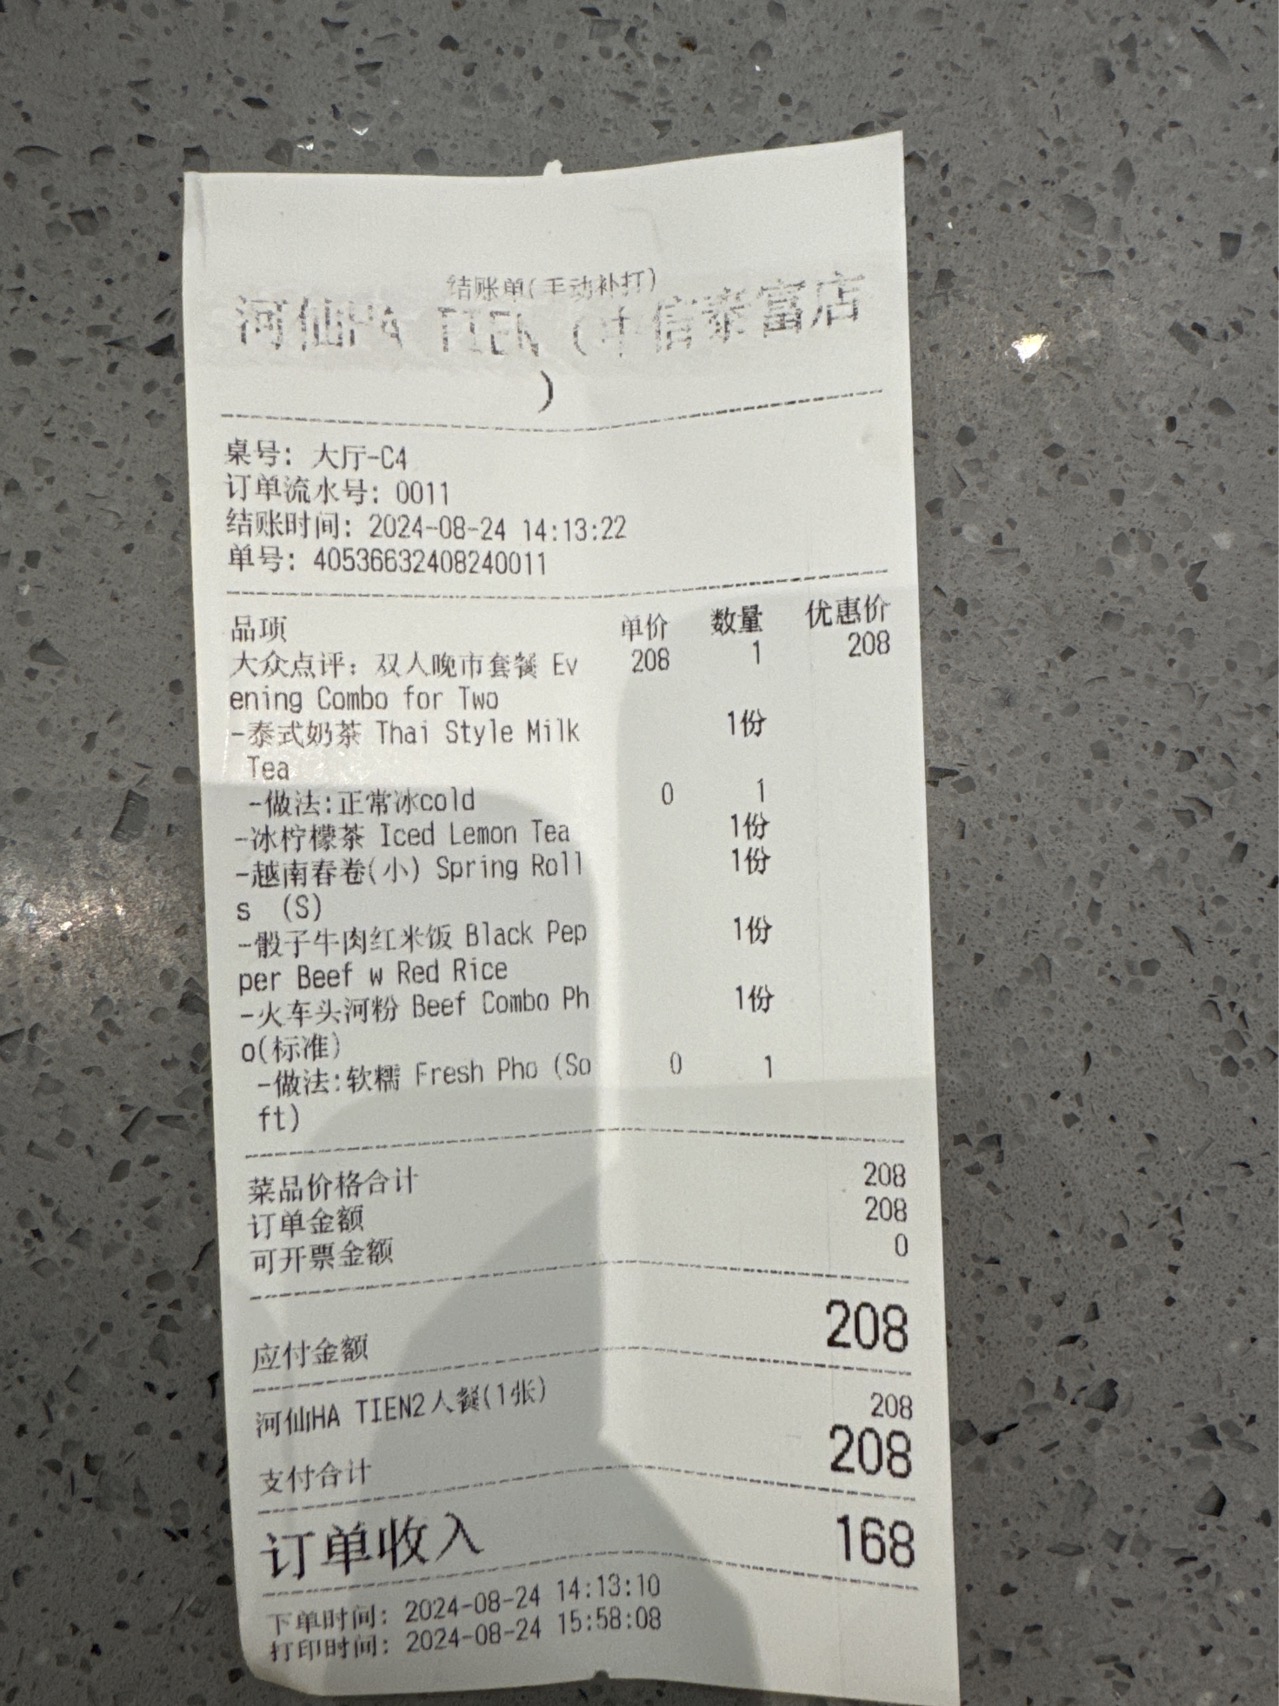 结账单(手动补打)
河仙HA TIEN (中信泰富店
)
桌号: 大厅-C4
订单流水号: 0011
结账时间: 2024-08-24 14:13:22
单号: 40536632408240011
品项 单价 数量 优惠价
大众点评: 双人晚市套餐 Ev 208 1 208
ening Combo for Two
-泰式奶茶 Thai Style Milk 1份
Tea
-做法:正常冰cold 0 1
-冰柠檬茶 Iced Lemon Tea 1份
-越南春卷(小) Spring Roll 1份
s (S)
-骰子牛肉红米饭 Black Pep 1份
per Beef w Red Rice
-火车头河粉 Beef Combo Ph 1份
o(标准)
-做法:软糯 Fresh Pho (So 0 1
ft)
菜品价格合计 208
订单金额 208
可开票金额 0
应付金额 208
河仙HA TIEN2人餐(1张) 208
支付合计 208
订单收入 168
下单时间: 2024-08-24 14:13:10
打印时间: 2024-08-24 15:58:08